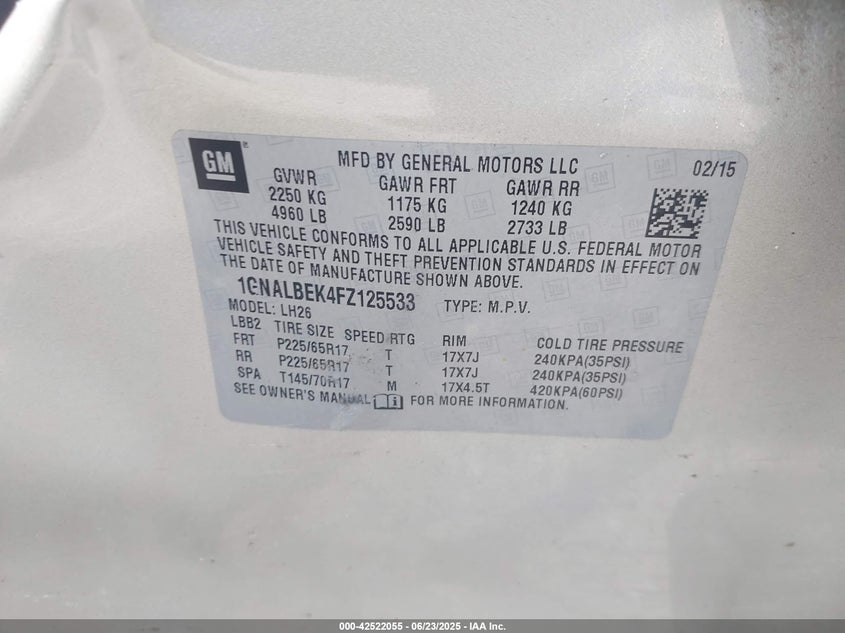 GM
MFD BY GENERAL MOTORS LLC 02/15
GVWR GAWR FRT GAWR RR
2250 KG 1175 KG 1240 KG
4960 LB 2590 LB 2733 LB
THIS VEHICLE CONFORMS TO ALL APPLICABLE U.S. FEDERAL MOTOR
VEHICLE SAFETY AND THEFT PREVENTION STANDARDS IN EFFECT ON
THE DATE OF MANUFACTURE SHOWN ABOVE.
1GNALBEK4FZ125533 TYPE: M.P.V.
MODEL: LH26
LBB2 TIRE SIZE SPEED RTG RIM COLD TIRE PRESSURE
FRT P225/65R17 T 17X7J 240KPA(35PSI)
RR P225/65R17 T 17X7J 240KPA(35PSI)
SPA T145/70R17 M 17X4.5T 420KPA(60PSI)
SEE OWNER'S MANUAL FOR MORE INFORMATION.
000-42522055 - 06/23/2025 - IAA Inc.